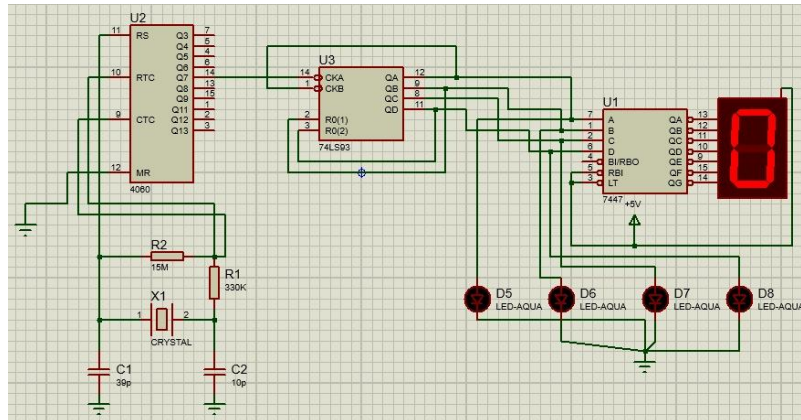 U2
11 RS Q3 7
Q4 5
Q5 4
Q6 6
10 RTC Q7 14
Q8 13
Q9 15
Q11 1
9 CTC Q12 2
Q13 3
12 MR
4060
U3
14 CKA QA 12
1 CKB QB 9
QC 8
QD 11
2 R0(1)
3 R0(2)
74LS93
U1
7 A QA 13
1 B QB 12
2 C QC 11
6 D QD 10
4 BI/RBO QE 9
5 RBI QF 15
3 LT QG 14
7447
+5V
0
R2
15M
R1
330K
X1
1 2
CRYSTAL
C1
39p
C2
10p
D5
LED-AQUA
D6
LED-AQUA
D7
LED-AQUA
D8
LED-AQUA